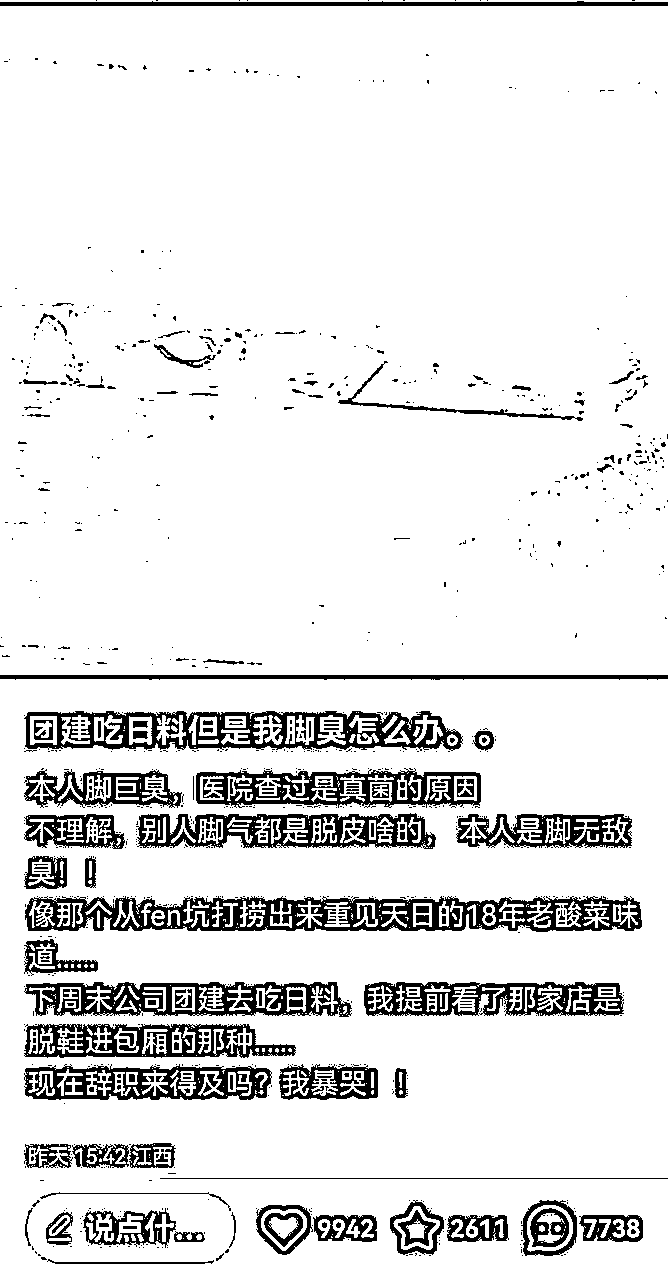 团建吃日料但是我脚臭怎么办。。
本人脚巨臭，医院查过是真菌的原因
不理解，别人脚气都是脱皮啥的， 本人是脚无敌
臭！！
像那个从fen坑打捞出来重见天日的18年老酸菜味
道……
下周末公司团建去吃日料，我提前看了那家店是
脱鞋进包厢的那种……
现在辞职来得及吗？我暴哭！！
昨天 15:42 江西
说点什... 9942 2611 7738